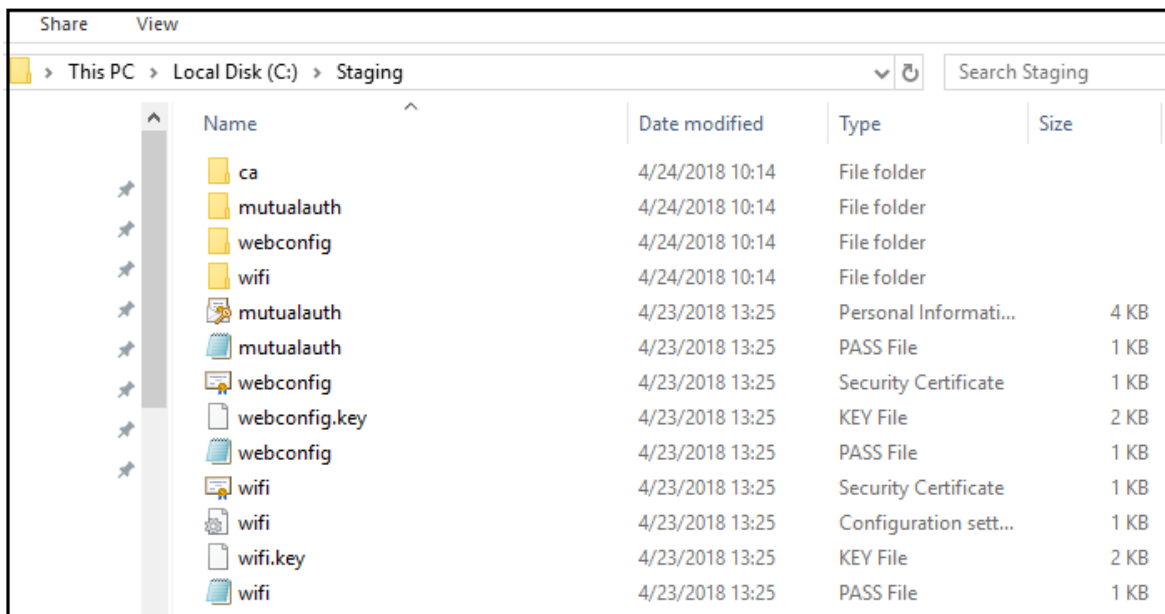 Share View
This PC > Local Disk (C:) > Staging Search Staging
Name Date modified Type Size
ca 4/24/2018 10:14 File folder
mutualauth 4/24/2018 10:14 File folder
webconfig 4/24/2018 10:14 File folder
wifi 4/24/2018 10:14 File folder
mutualauth 4/23/2018 13:25 Personal Informati... 4 KB
mutualauth 4/23/2018 13:25 PASS File 1 KB
webconfig 4/23/2018 13:25 Security Certificate 1 KB
webconfig.key 4/23/2018 13:25 KEY File 2 KB
webconfig 4/23/2018 13:25 PASS File 1 KB
wifi 4/23/2018 13:25 Security Certificate 1 KB
wifi 4/23/2018 13:25 Configuration sett... 1 KB
wifi.key 4/23/2018 13:25 KEY File 2 KB
wifi 4/23/2018 13:25 PASS File 1 KB